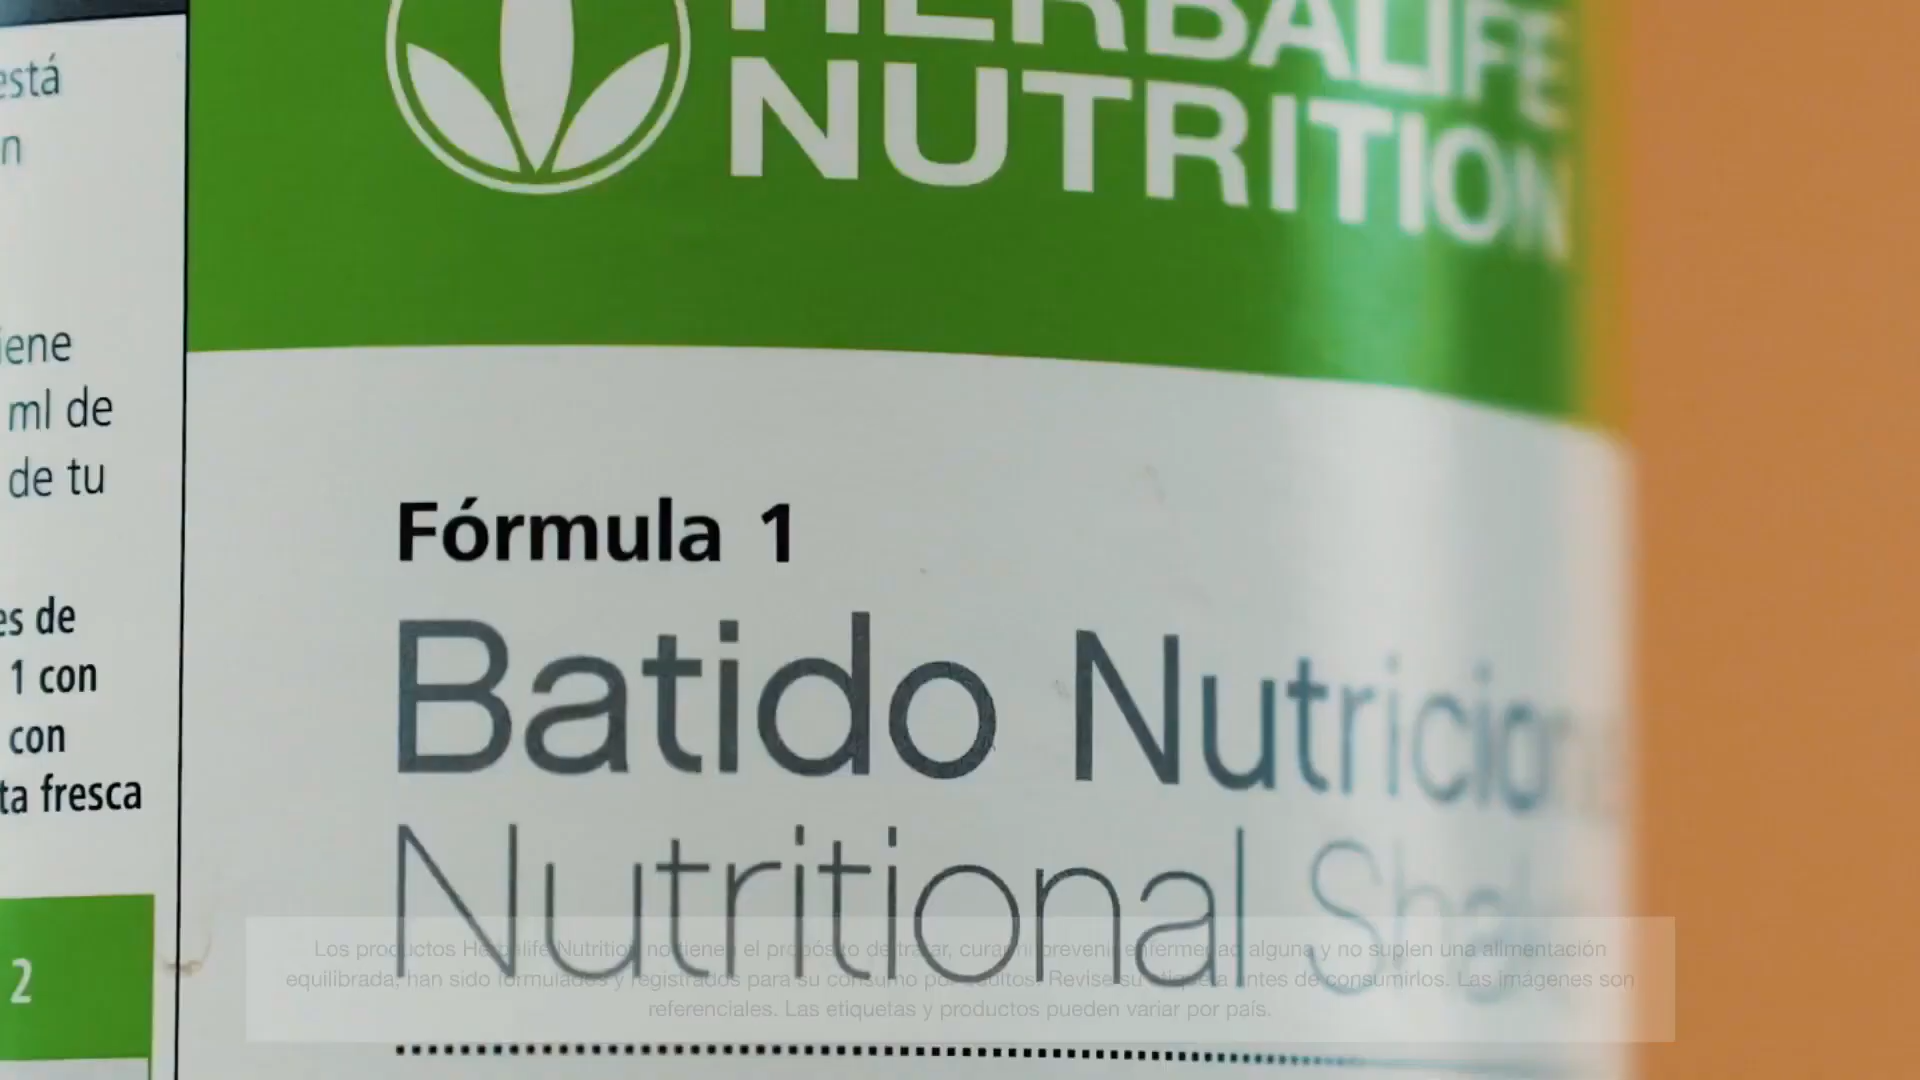 está
n
iene
ml de
de tu
es de
1 con
con
ta fresca
2
HERBALIFE
NUTRITION
Fórmula 1
Batido Nutricion
Nutritional Shake
Los productos Herbalife Nutrition no tienen el propósito de tratar, curar ni prevenir enfermedad alguna y no suplen una alimentación
equilibrada, han sido formulados y registrados para su consumo por adultos. Revise su etiqueta antes de consumirlos. Las imágenes son
referenciales. Las etiquetas y productos pueden variar por país.